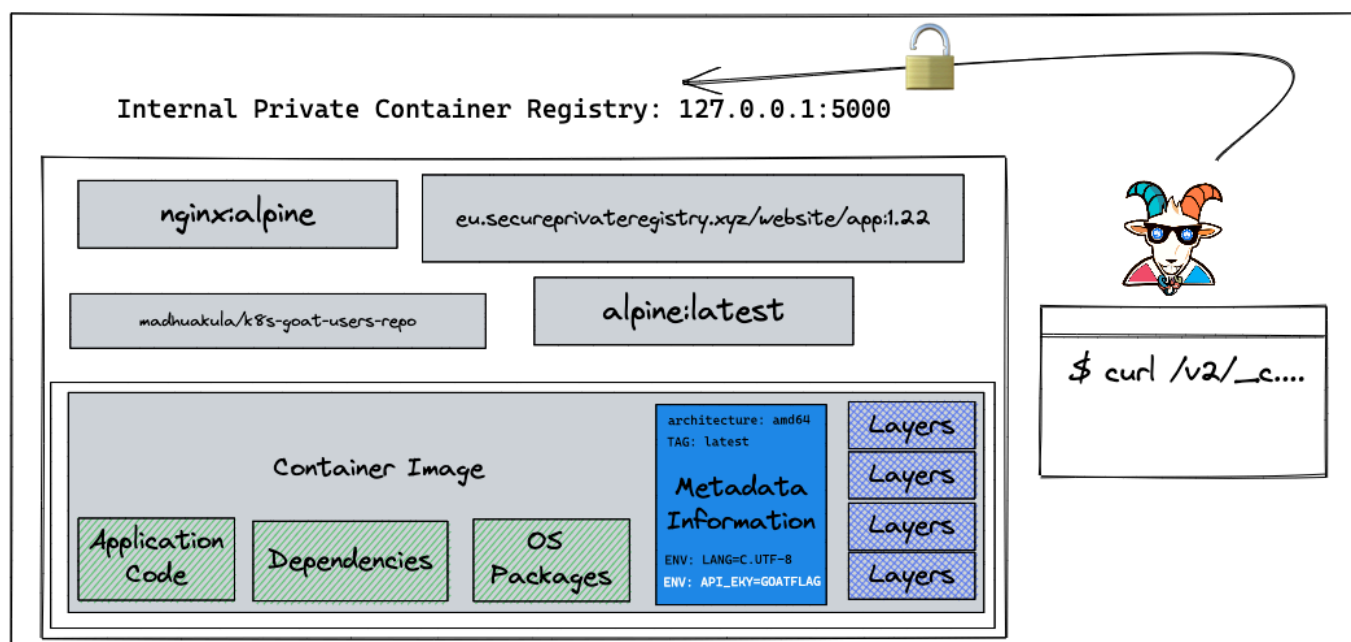 Internal Private Container Registry: 127.0.0.1:5000
nginx:alpine
eu.secureprivateregistry.xyz/website/app:1.22
madhuakula/k8s-goat-users-repo
alpine:latest
$ curl /v2/_c....
Container Image
Application
Code
Dependencies
OS
Packages
architecture: amd64
TAG: latest
Metadata
Information
ENV: LANG=C.UTF-8
ENV: API_EKY=GOATFLAG
Layers
Layers
Layers
Layers